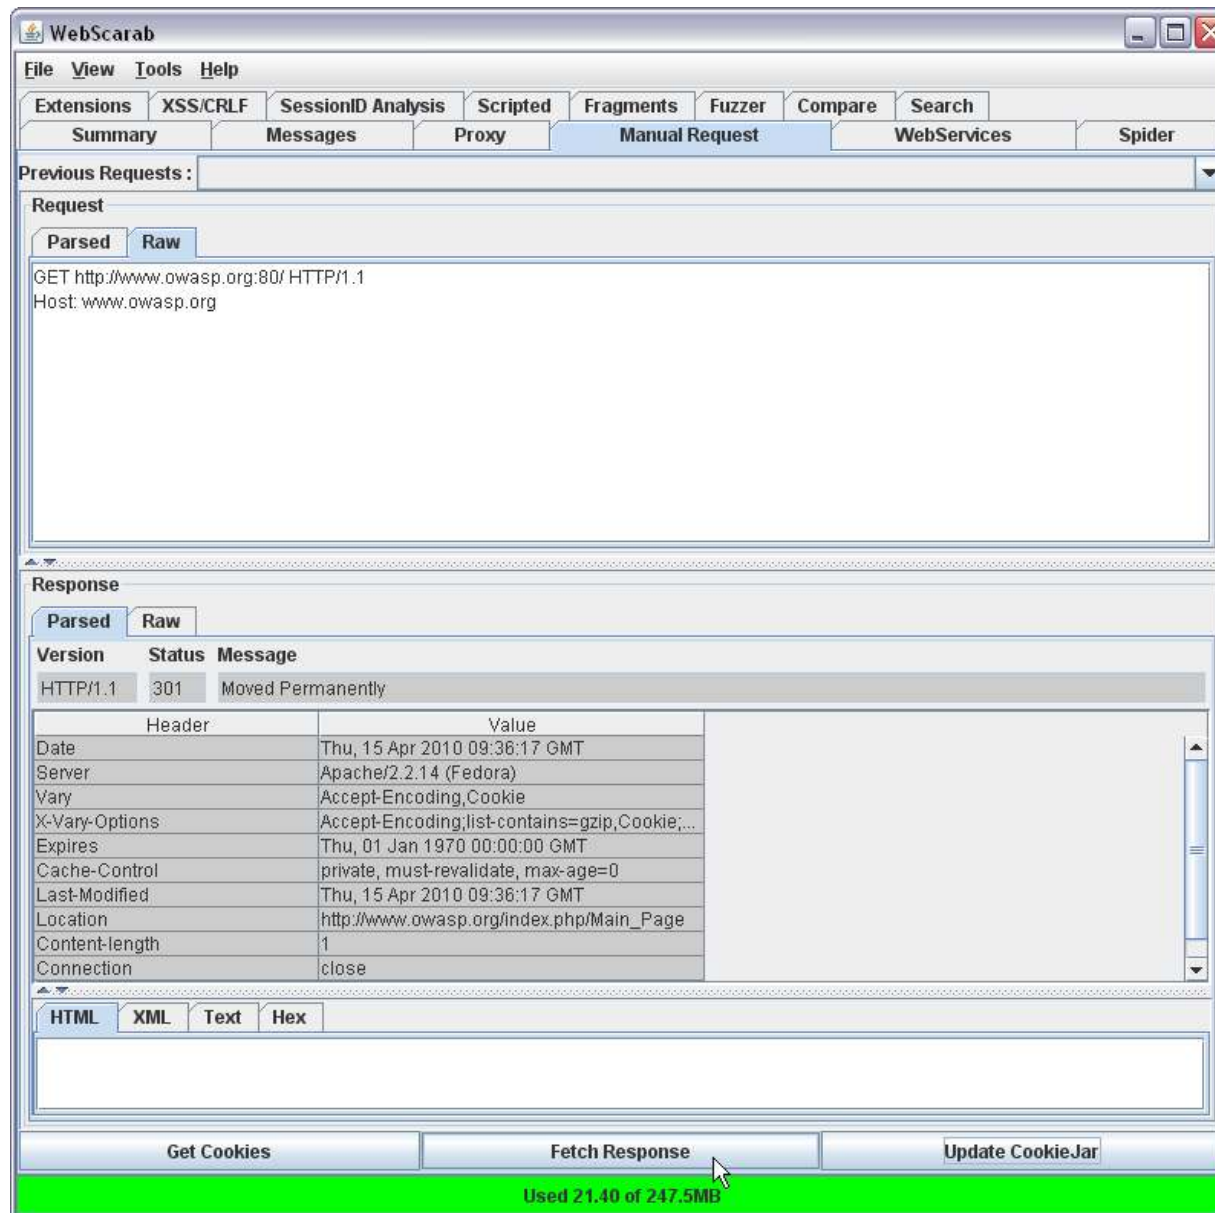 WebScarab
File View Tools Help
Extensions XSS/CRLF SessionID Analysis Scripted Fragments Fuzzer Compare Search
Summary Messages Proxy Manual Request WebServices Spider
Previous Requests :
Request
Parsed Raw
GET http://www.owasp.org:80/ HTTP/1.1
Host: www.owasp.org
Response
Parsed Raw
Version Status Message
HTTP/1.1 301 Moved Permanently
Header Value
Date Thu, 15 Apr 2010 09:36:17 GMT
Server Apache/2.2.14 (Fedora)
Vary Accept-Encoding,Cookie
X-Vary-Options Accept-Encoding;list-contains=gzip,Cookie;...
Expires Thu, 01 Jan 1970 00:00:00 GMT
Cache-Control private, must-revalidate, max-age=0
Last-Modified Thu, 15 Apr 2010 09:36:17 GMT
Location http://www.owasp.org/index.php/Main_Page
Content-length 1
Connection close
HTML XML Text Hex
Get Cookies Fetch Response Update CookieJar
Used 21.40 of 247.5MB